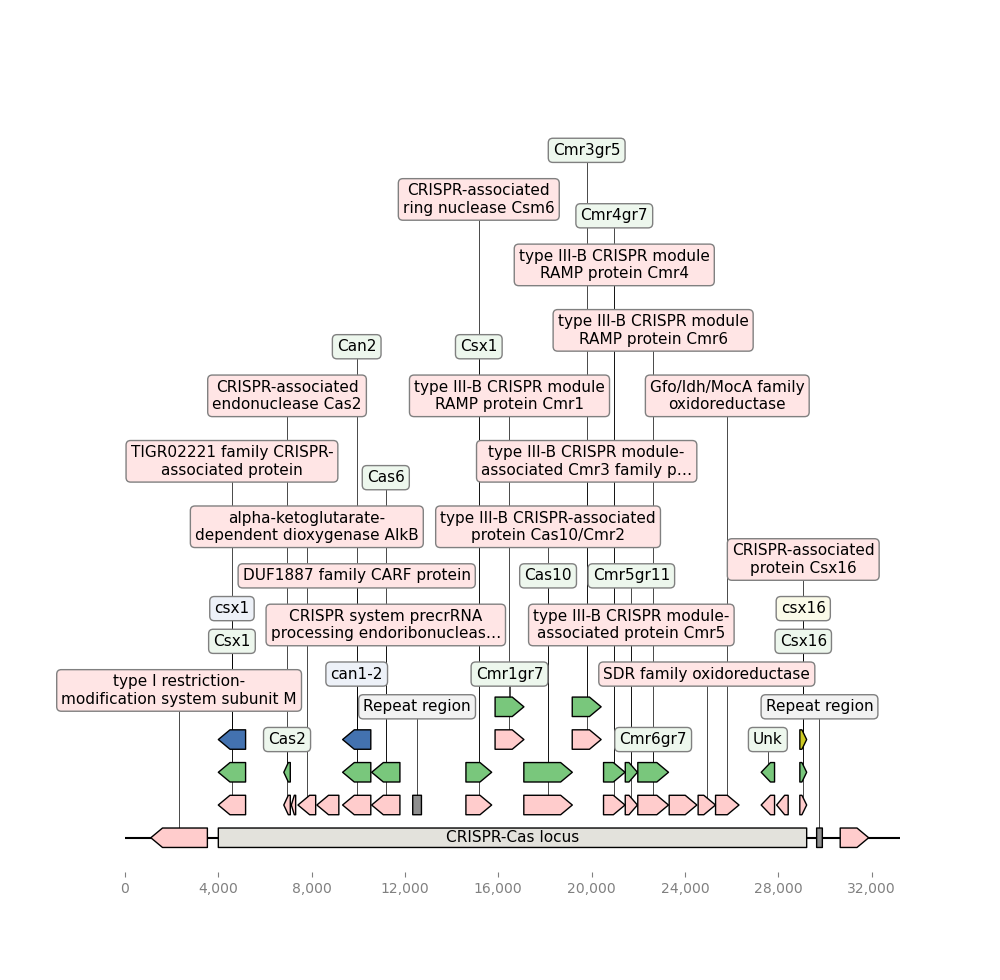 Cmr3gr5
CRISPR-associated
ring nuclease Csm6
Cmr4gr7
type III-B CRISPR module
RAMP protein Cmr4
type III-B CRISPR module
RAMP protein Cmr6
Can2
Csx1
CRISPR-associated
endonuclease Cas2
type III-B CRISPR module
RAMP protein Cmr1
Gfo/Idh/MocA family
oxidoreductase
TIGR02221 family CRISPR-
associated protein
type III-B CRISPR module-
associated Cmr3 family p...
Cas6
alpha-ketoglutarate-
dependent dioxygenase AlkB
type III-B CRISPR-associated
protein Cas10/Cmr2
CRISPR-associated
protein Csx16
DUF1887 family CARF protein
Cas10
Cmr5gr11
csx1
csx16
CRISPR system precrRNA
processing endoribonucleas...
type III-B CRISPR module-
associated Protein Cmr5
Csx1
Csx16
type I restriction-
modification system subunit M
can1-2
Cmr1gr7
SDR family oxidoreductase
Repeat region
Repeat region
Cas2
Cmr6gr7
Unk
CRISPR-Cas locus
0
4,000
8,000
12,000
16,000
20,000
24,000
28,000
32,000